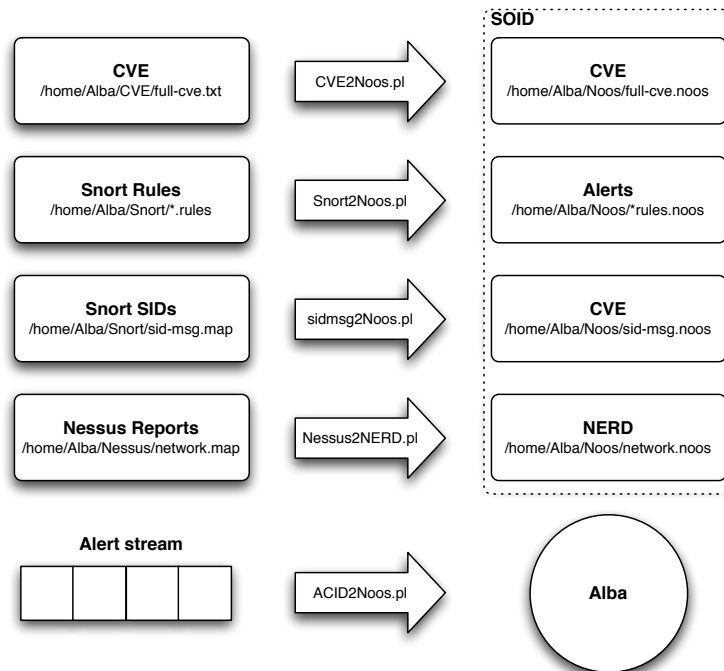 SOID
CVE
/home/Alba/CVE/full-cve.txt
CVE2Noos.pl
CVE
/home/Alba/Noos/full-cve.noos
Snort Rules
/home/Alba/Snort/*.rules
Snort2Noos.pl
Alerts
/home/Alba/Noos/*rules.noos
Snort SIDs
/home/Alba/Snort/sid-msg.map
sidmsg2Noos.pl
CVE
/home/Alba/Noos/sid-msg.noos
Nessus Reports
/home/Alba/Nessus/network.map
Nessus2NERD.pl
NERD
/home/Alba/Noos/network.noos
Alert stream
ACID2Noos.pl
Alba